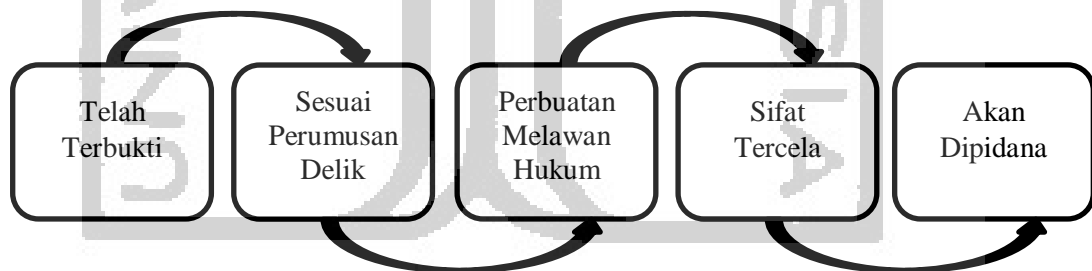 Telah
Terbukti
Sesuai
Perumusan
Delik
Perbuatan
Melawan
Hukum
Sifat
Tercela
Akan
Dipidana